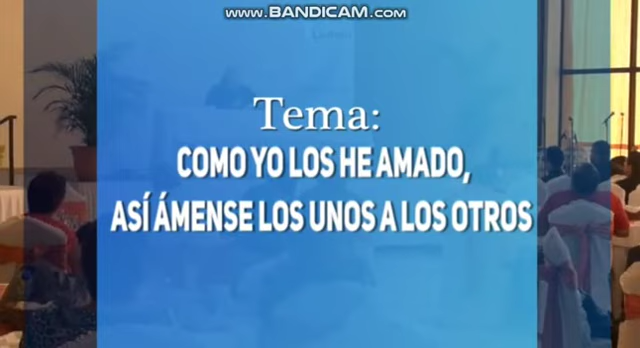 www.BANDICAM.com
Tema:
COMO YO LOS HE AMADO,
ASÍ ÁMENSE LOS UNOS A LOS OTROS